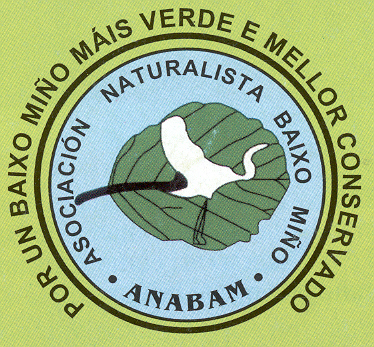 POR UN BAIXO MIÑO MÁIS VERDE E MELLOR CONSERVADO
ASOCIACIÓN NATURALISTA BAIXO MIÑO
• ANABAM •